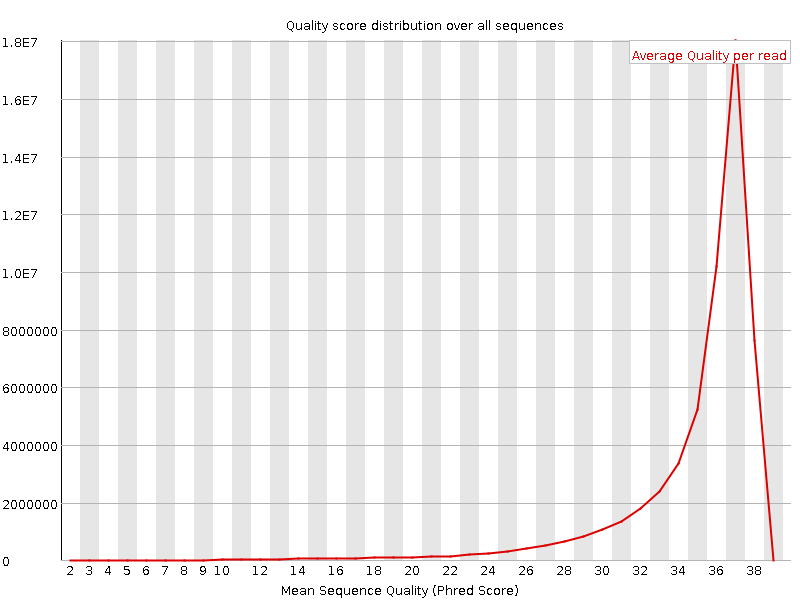 Quality score distribution over all sequences
1.8E7
Average Quality per read
1.6E7
1.4E7
1.2E7
1.0E7
8000000
6000000
4000000
2000000
0
2 3 4 5 6 7 8 9 10 12 14 16 18 20 22 24 26 28 30 32 34 36 38
Mean Sequence Quality (Phred Score)